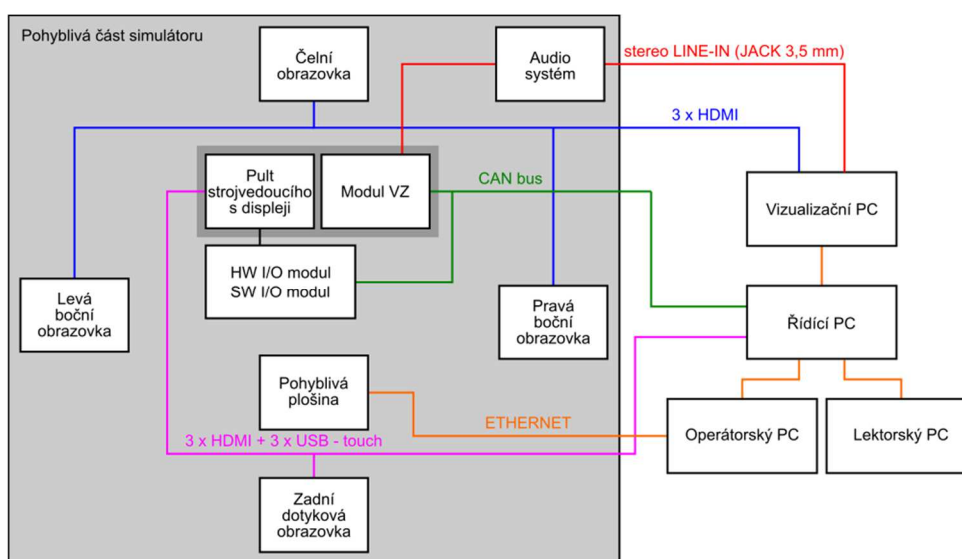 Pohyblivá část simulátoru
Čelní
obrazovka
Audio
systém
stereo LINE-IN (JACK 3,5 mm)
3 x HDMI
Pult
strojvedoucího
s displeji
Modul VZ
CAN bus
Vizualizační PC
HW I/O modul
SW I/O modul
Levá
boční
obrazovka
Pravá
boční
obrazovka
Řídící PC
Pohyblivá
plošina
ETHERNET
Operátorský PC
Lektorský PC
3 x HDMI + 3 x USB - touch
Zadní
dotyková
obrazovka